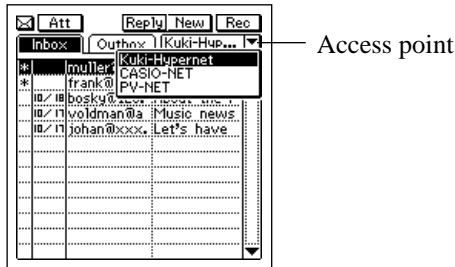 Att Reply New Rec
Inbox Outbox Kuki-Hyp... Access point
* muller Kuki-Hypernet
* frank@ CASIO-NET
PV-NET
10/18 bosky@
10/17 voldman@a Music news
10/17 johan@xxx. Let's have